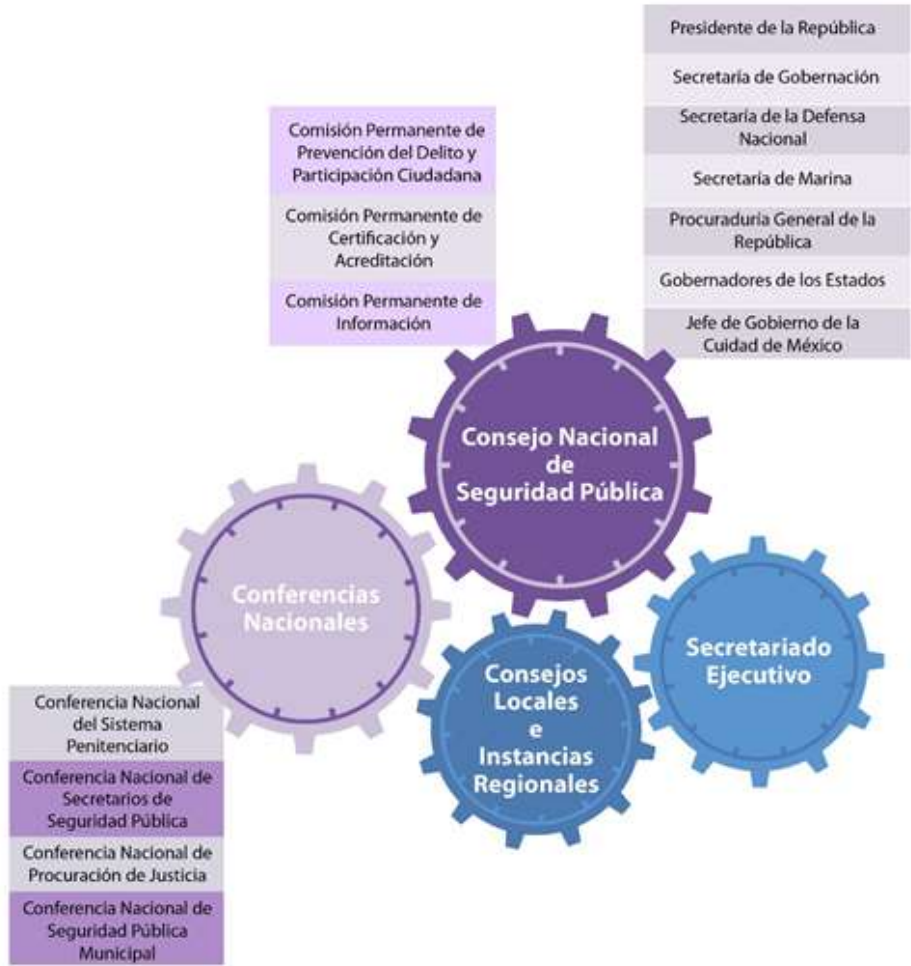 Presidente de la República
Secretaría de Gobernación
Secretaría de la Defensa
Nacional
Secretaría de Marina
Procuraduría General de la
República
Gobernadores de los Estados
Jefe de Gobierno de la
Cuidad de México
Comisión Permanente de
Prevención del Delito y
Participación Ciudadana
Comisión Permanente de
Certificación y
Acreditación
Comisión Permanente de
Información
Consejo Nacional
de
Seguridad Pública
Conferencias
Nacionales
Consejos
Locales
e
Instancias
Regionales
Secretariado
Ejecutivo
Conferencia Nacional
del Sistema
Penitenciario
Conferencia Nacional de
Secretarios de
Seguridad Pública
Conferencia Nacional de
Procuración de Justicia
Conferencia Nacional de
Seguridad Pública
Municipal